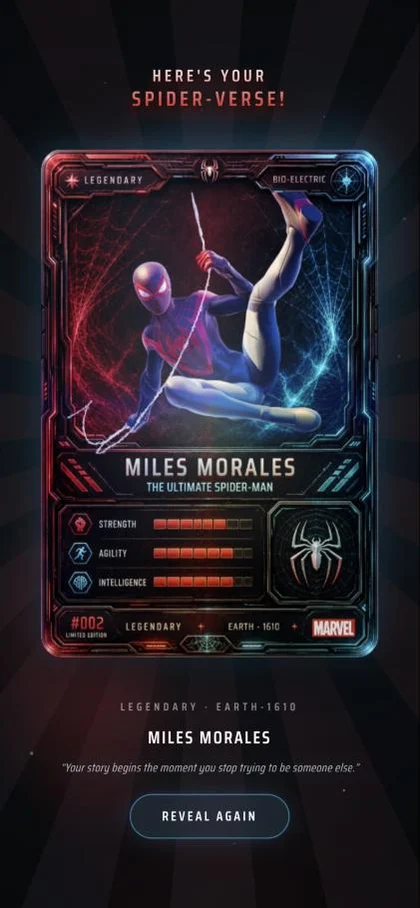 HERE'S YOUR
SPIDER-VERSE!
LEGENDARY
BIO-ELECTRIC
MILES MORALES
THE ULTIMATE SPIDER-MAN
STRENGTH
AGILITY
INTELLIGENCE
#002
LIMITED EDITION
LEGENDARY
EARTH - 1610
MARVEL
LEGENDARY · EARTH-1610
MILES MORALES
“Your story begins the moment you stop trying to be someone else.”
REVEAL AGAIN